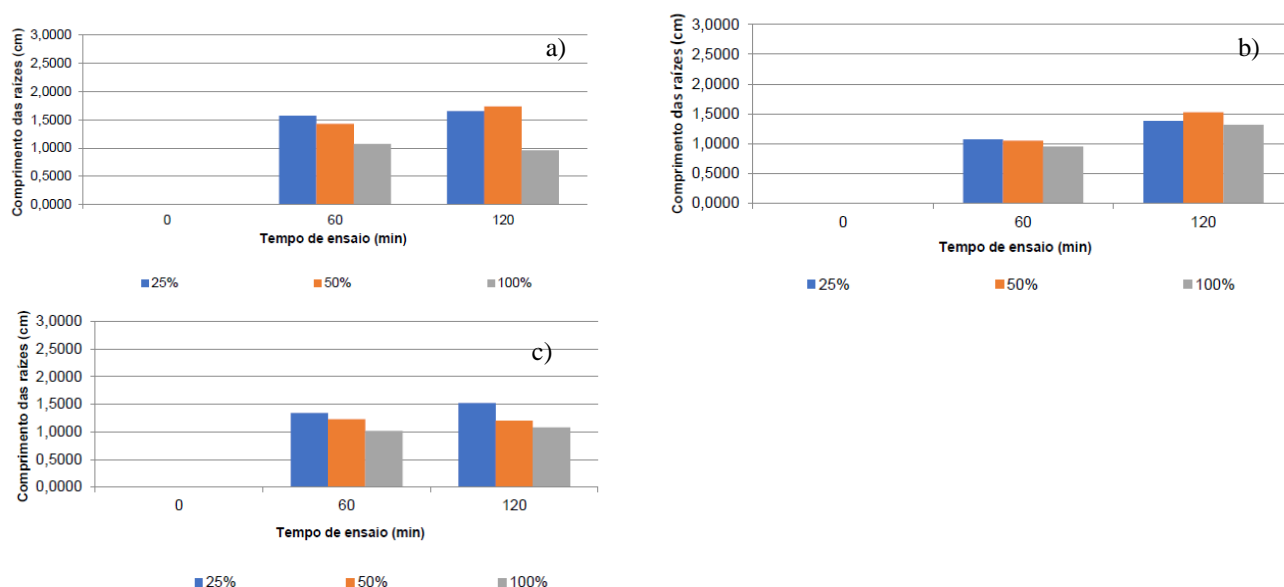 a)
Comprimento das raízes (cm)
3,0000
2,5000
2,0000
1,5000
1,0000
0,5000
0,0000
0 60 120
Tempo de ensaio (min)
25% 50% 100%
b)
Comprimento das raízes (cm)
3,0000
2,5000
2,0000
1,5000
1,0000
0,5000
0,0000
0 60 120
Tempo de ensaio (min)
25% 50% 100%
c)
Comprimento das raízes (cm)
3,0000
2,5000
2,0000
1,5000
1,0000
0,5000
0,0000
0 60 120
Tempo de ensaio (min)
25% 50% 100%